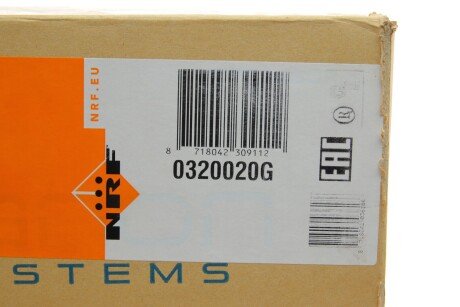 NRF.EU
NRF
8 718042 309112
0320020G
EAC
R
STEMS